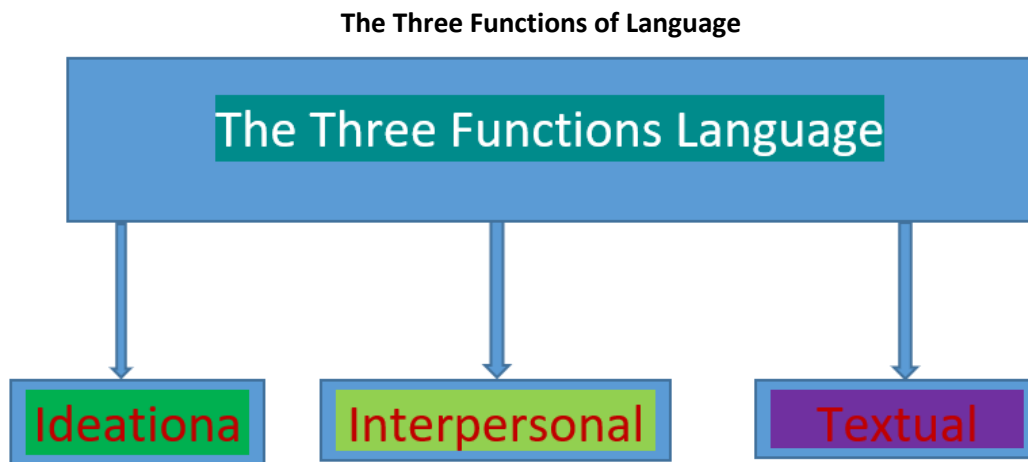 The Three Functions of Language
The Three Functions Language
Ideationa
Interpersonal
Textual